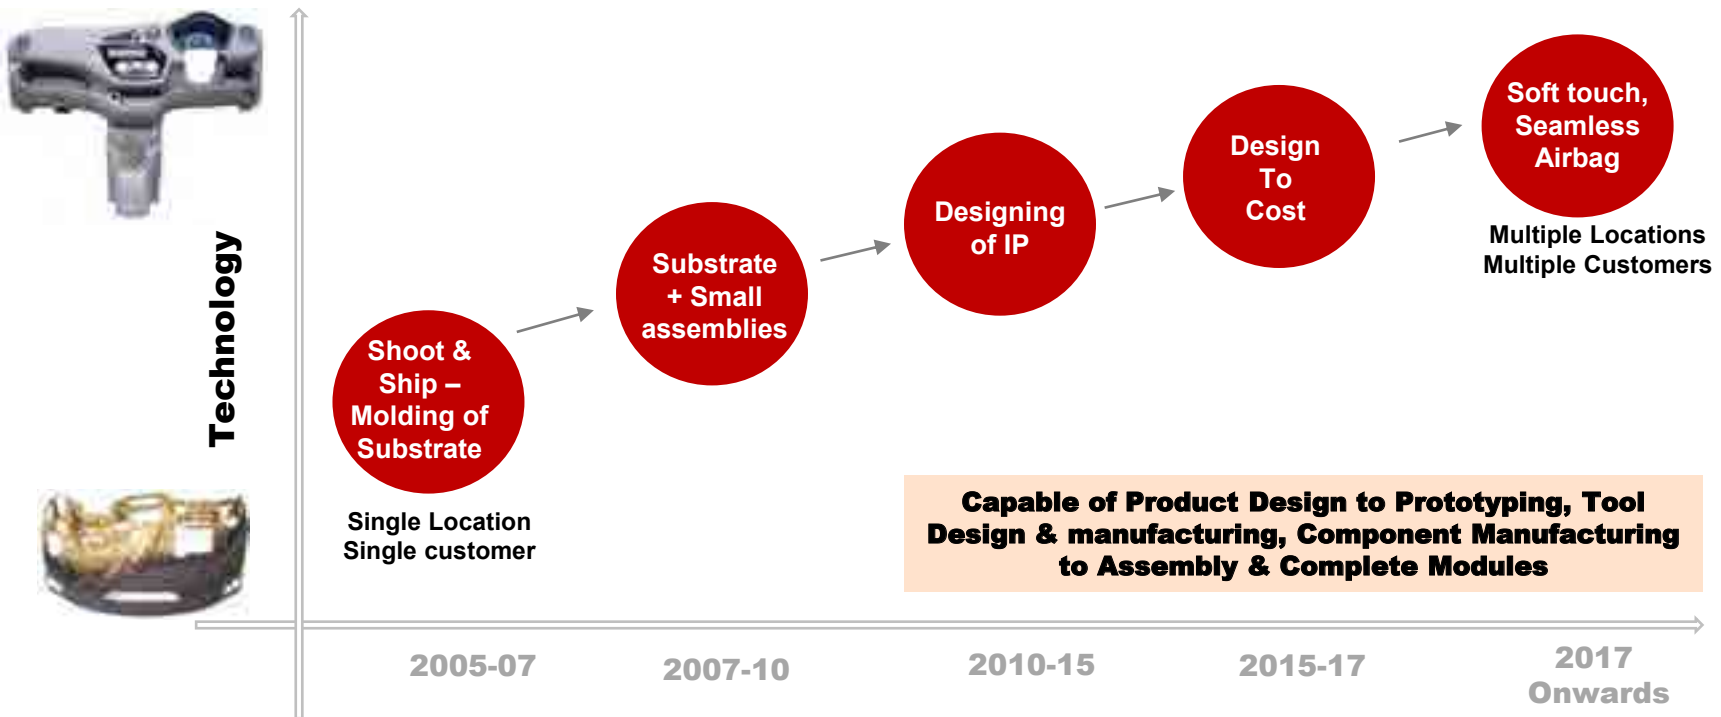 Technology
Shoot &
Ship –
Molding of
Substrate
Single Location
Single customer
Substrate
+ Small
assemblies
Designing
of IP
Design
To
Cost
Soft touch,
Seamless
Airbag
Multiple Locations
Multiple Customers
Capable of Product Design to Prototyping, Tool
Design & manufacturing, Component Manufacturing
to Assembly & Complete Modules
2005-07
2007-10
2010-15
2015-17
2017
Onwards